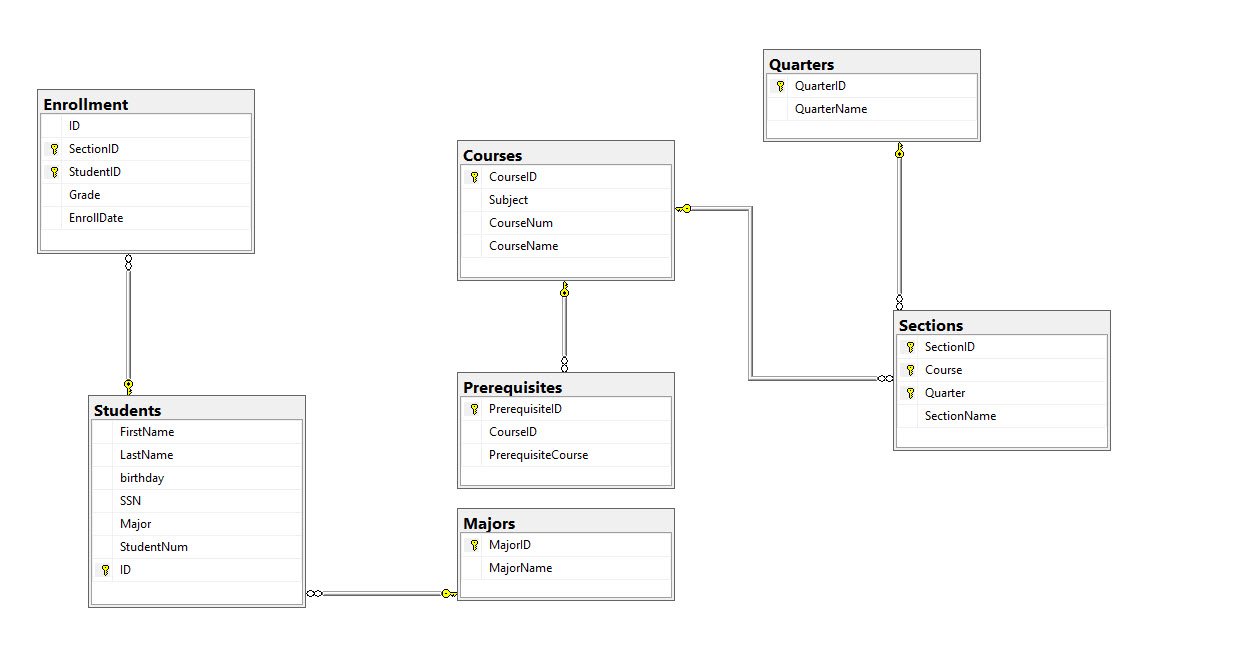 Enrollment
ID
SectionID
StudentID
Grade
EnrollDate
Students
FirstName
LastName
birthday
SSN
Major
StudentNum
ID
Courses
CourseID
Subject
CourseNum
CourseName
Prerequisites
PrerequisiteID
CourseID
PrerequisiteCourse
Majors
MajorID
MajorName
Quarters
QuarterID
QuarterName
Sections
SectionID
Course
Quarter
SectionName